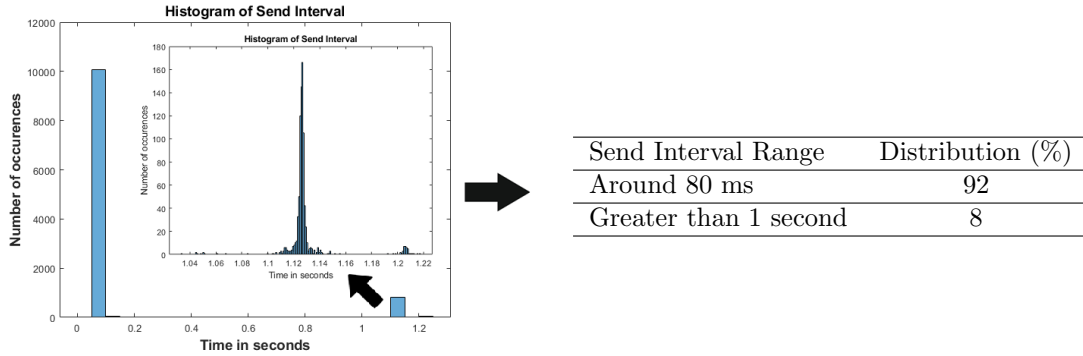 Histogram of Send Interval
Number of occurences
12000
10000
8000
6000
4000
2000
0
0 0.2 0.4 0.6 0.8 1 1.2
Time in seconds
Histogram of Send Interval
Number of occurences
180
160
140
120
100
80
60
40
20
0
1.04 1.06 1.08 1.1 1.12 1.14 1.16 1.18 1.2 1.22
Time in seconds
Send Interval Range Distribution (%)
Around 80 ms 92
Greater than 1 second 8